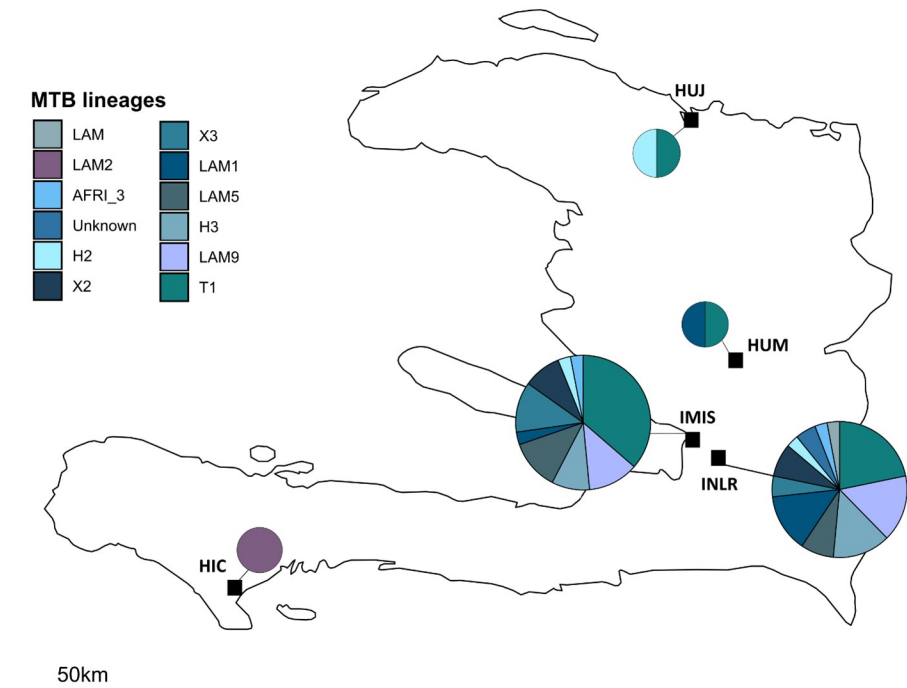 HUJ
MTB lineages
LAM
LAM2
AFRI_3
Unknown
H2
X2
X3
LAM1
LAM5
H3
LAM9
T1
HUM
IMIS
INLR
HIC
50km